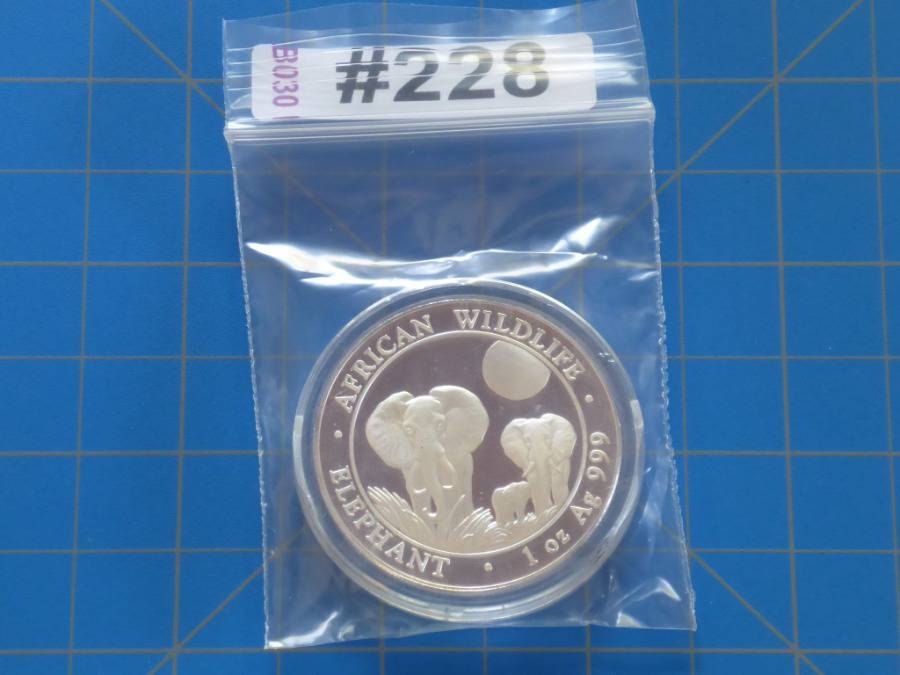 B030
#228
AFRICAN WILDLIFE
ELEPHANT • 1 oz Ag 999